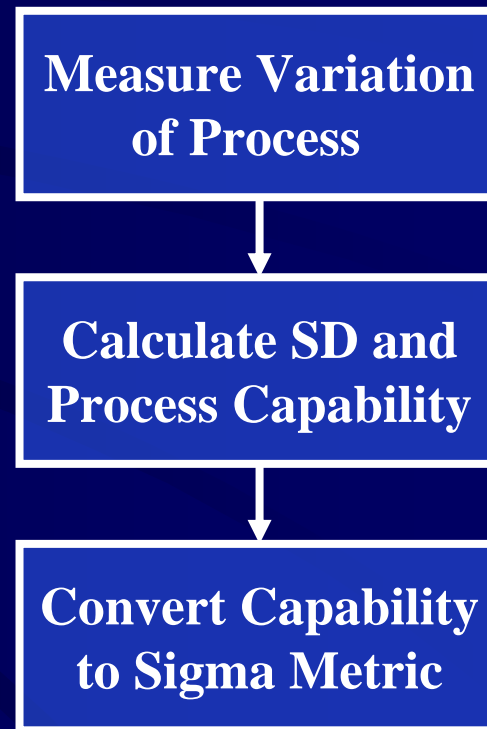 Measure Variation
of Process
Calculate SD and
Process Capability
Convert Capability
to Sigma Metric